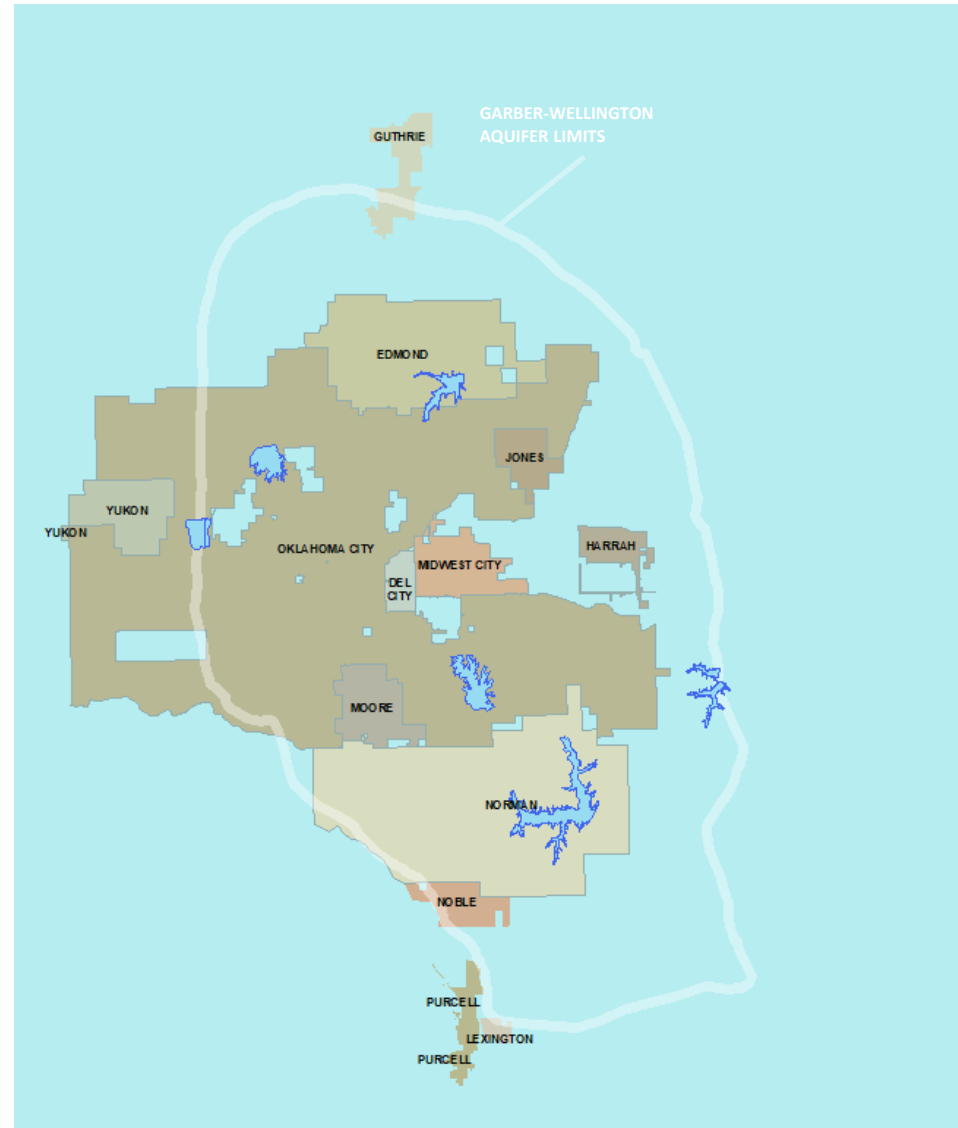 GARBER-WELLINGTON
AQUIFER LIMITS
GUTHRIE
EDMOND
JONES
YUKON
YUKON
OKLAHOMA CITY
HARRAH
MIDWEST CITY
DEL
CITY
MOORE
NORMAN
NOBLE
PURCELL
LEXINGTON
PURCELL